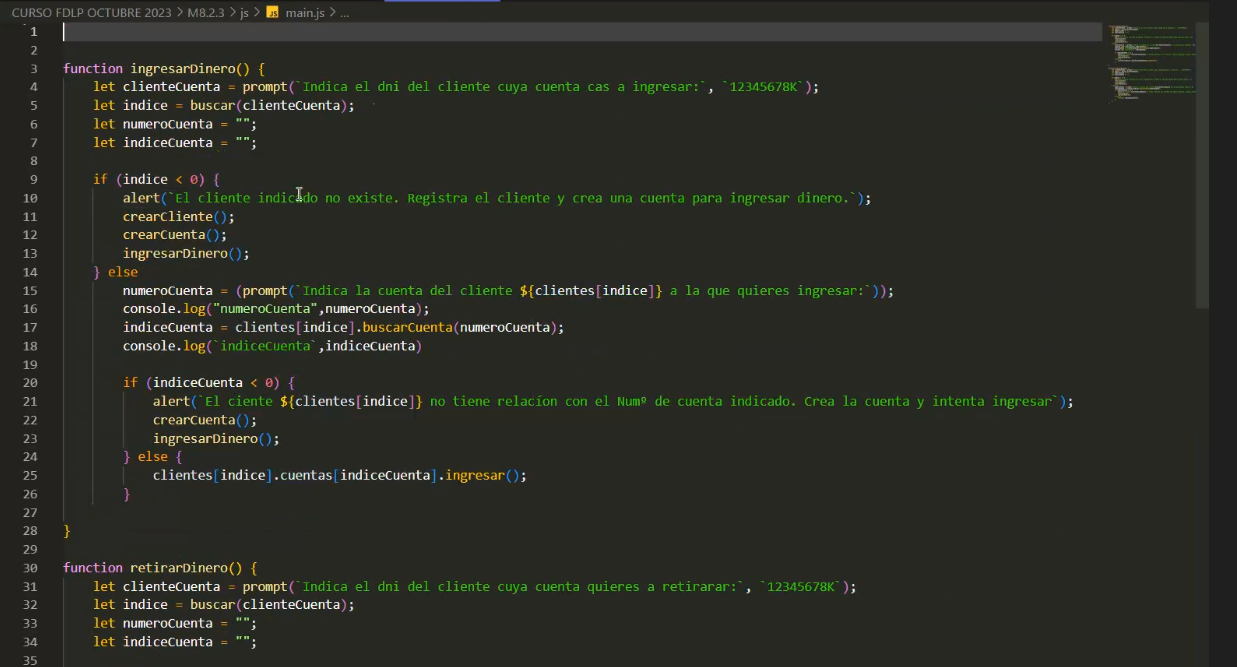 CURSO FDLP OCTUBRE 2023 > M8.2.3 > js > JS main.js > ...
1
2
3 function ingresarDinero() {
4 let clienteCuenta = prompt(`Indica el dni del cliente cuya cuenta cas a ingresar:`, `12345678K`);
5 let indice = buscar(clienteCuenta);
6 let numeroCuenta = "";
7 let indiceCuenta = "";
8
9 if (indice < 0) {
10 alert(`El cliente indicado no existe. Registra el cliente y crea una cuenta para ingresar dinero.`);
11 crearCliente();
12 crearCuenta();
13 ingresarDinero();
14 } else
15 numeroCuenta = (prompt(`Indica la cuenta del cliente ${clientes[indice]} a la que quieres ingresar:`));
16 console.log("numeroCuenta",numeroCuenta);
17 indiceCuenta = clientes[indice].buscarCuenta(numeroCuenta);
18 console.log(`indiceCuenta`,indiceCuenta)
19
20 if (indiceCuenta < 0) {
21 alert(`El ciente ${clientes[indice]} no tiene relacíon con el Numº de cuenta indicado. Crea la cuenta y intenta ingresar`);
22 crearCuenta();
23 ingresarDinero();
24 } else {
25 clientes[indice].cuentas[indiceCuenta].ingresar();
26 }
27
28 }
29
30 function retirarDinero() {
31 let clienteCuenta = prompt(`Indica el dni del cliente cuya cuenta quieres a retirarar:`, `12345678K`);
32 let indice = buscar(clienteCuenta);
33 let numeroCuenta = "";
34 let indiceCuenta = "";
35